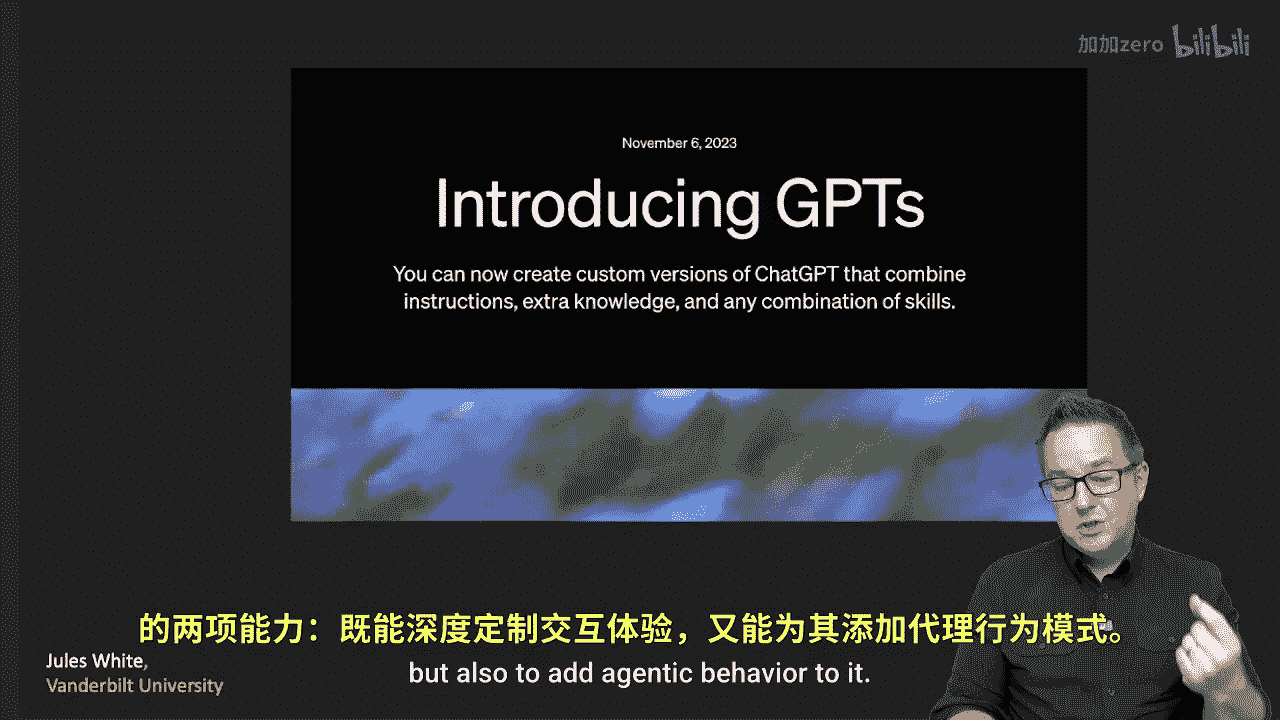 加加zero bilibili
November 6, 2023
Introducing GPTs
You can now create custom versions of ChatGPT that combine
instructions, extra knowledge, and any combination of skills.
的两项能力：既能深度定制交互体验，又能为其添加代理行为模式。
Jules White,
Vanderbilt University
but also to add agentic behavior to it.